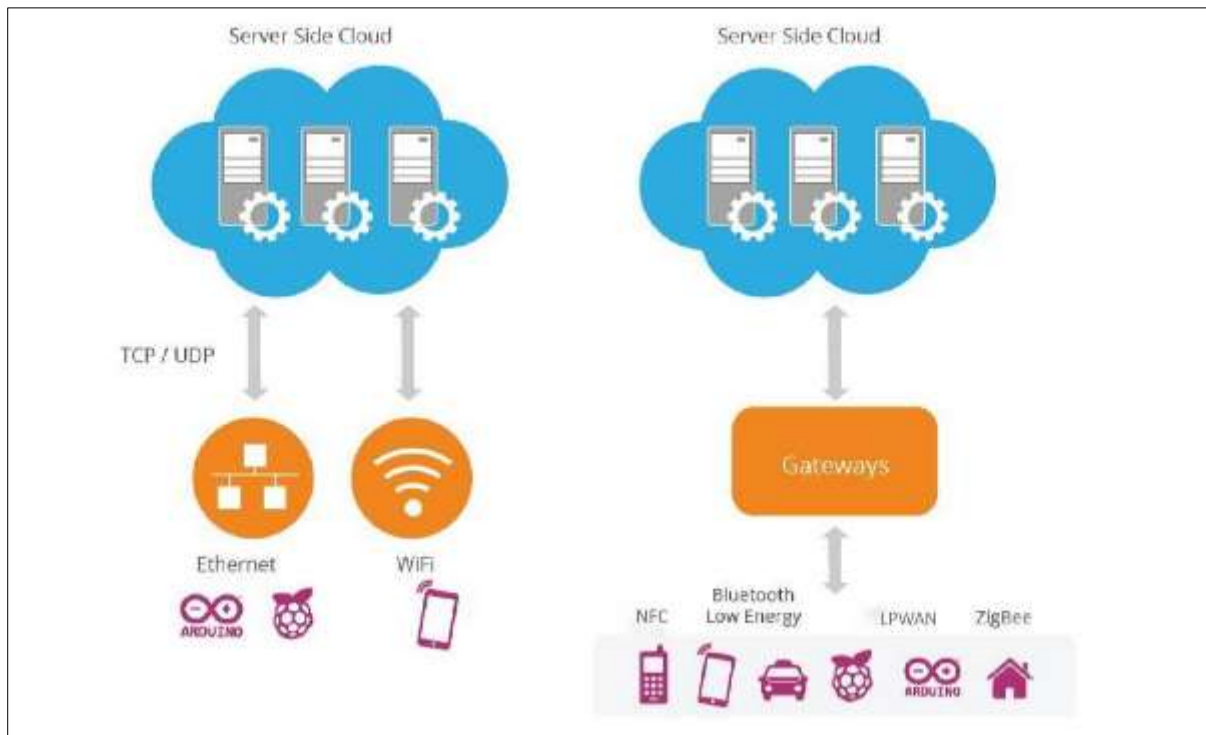 Server Side Cloud
Server Side Cloud
TCP / UDP
Gateways
Ethernet
WiFi
ARDUINO
NFC
Bluetooth
Low Energy
LPWAN
ZigBee
ARDUINO